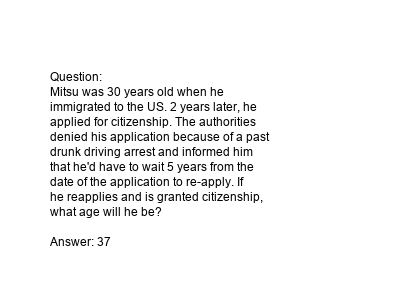 Question:
Mitsu was 30 years old when he
immigrated to the US. 2 years later, he
applied for citizenship. The authorities
denied his application because of a past
drunk driving arrest and informed him
that he'd have to wait 5 years from the
date of the application to re-apply. If
he reapplies and is granted citizenship,
what age will he be?

Answer: 37